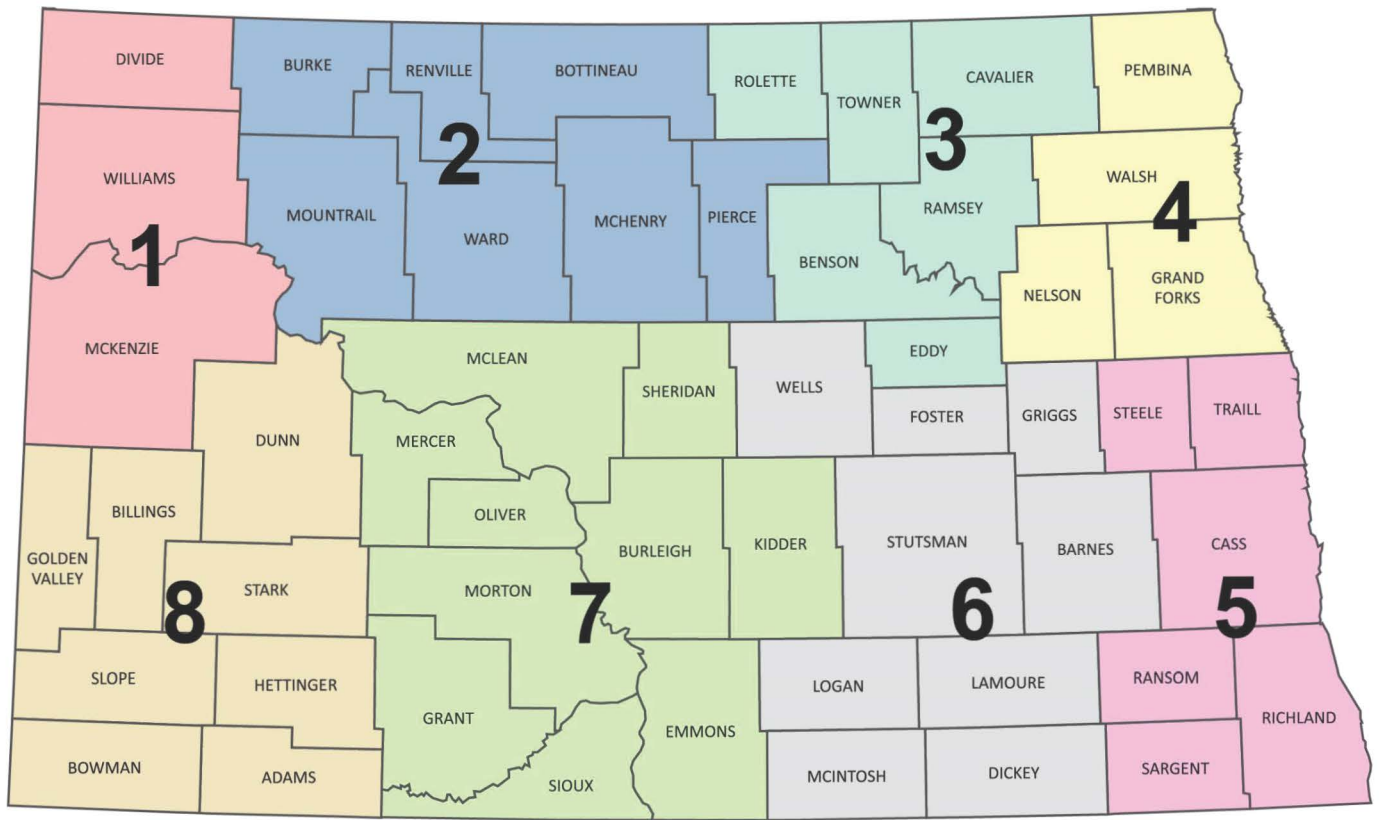 DIVIDE
BURKE
RENVILLE
BOTTINEAU
ROLETTE
TOWNER
CAVALIER
PEMBINA
WILLIAMS
MOUNTRAIL
2
WARD
MCHENRY
PIERCE
3
RAMSEY
BENSON
WALSH
4
NELSON
GRAND
FORKS
1
MCKENZIE
MCLEAN
SHERIDAN
WELLS
EDDY
FOSTER
GRIGGS
STEELE
TRAILL
DUNN
MERCER
OLIVER
BILLINGS
GOLDEN
VALLEY
STARK
8
MORTON
7
BURLEIGH
KIDDER
STUTSMAN
BARNES
CASS
6
5
SLOPE
HETTINGER
GRANT
EMMONS
LOGAN
LAMOURE
RANSOM
RICHLAND
BOWMAN
ADAMS
SIOUX
MCINTOSH
DICKEY
SARGENT